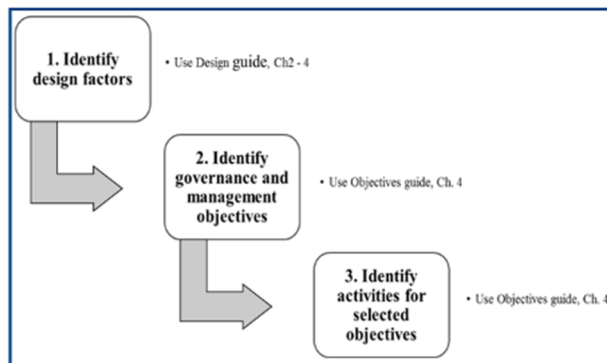 1. Identify
design factors
• Use Design guide, Ch2 - 4
2. Identify
governance and
management
objectives
• Use Objectives guide, Ch. 4
3. Identify
activities for
selected
objectives
• Use Objectives guide, Ch. 4